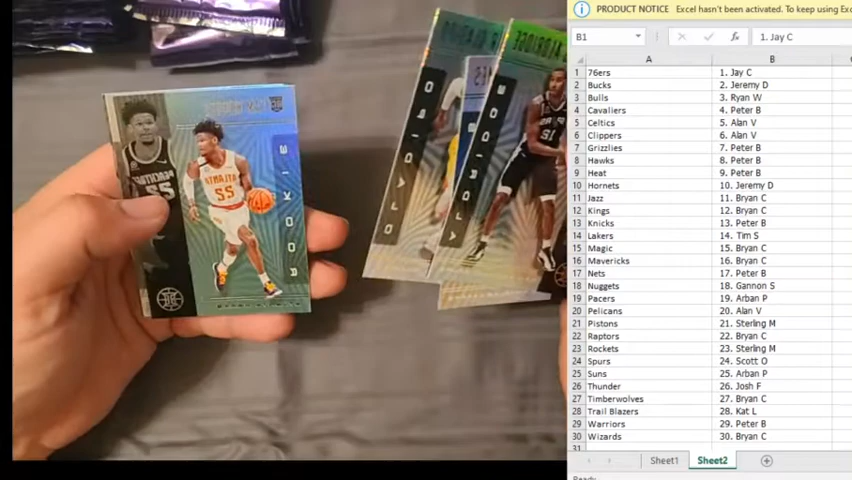 PRODUCT NOTICE Excel hasn't been activated. To keep using Exc
B1
fx
1. Jay C
A B
1 76ers 1. Jay C
2 Bucks 2. Jeremy D
3 Bulls 3. Ryan W
4 Cavaliers 4. Peter B
5 Celtics 5. Alan V
6 Clippers 6. Alan V
7 Grizzlies 7. Peter B
8 Hawks 8. Peter B
9 Heat 9. Peter B
10 Hornets 10. Jeremy D
11 Jazz 11. Bryan C
12 Kings 12. Bryan C
13 Knicks 13. Peter B
14 Lakers 14. Tim S
15 Magic 15. Bryan C
16 Mavericks 16. Bryan C
17 Nets 17. Peter B
18 Nuggets 18. Gannon S
19 Pacers 19. Arban P
20 Pelicans 20. Alan V
21 Pistons 21. Sterling M
22 Raptors 22. Bryan C
23 Rockets 23. Sterling M
24 Spurs 24. Scott O
25 Suns 25. Arban P
26 Thunder 26. Josh F
27 Timberwolves 27. Bryan C
28 Trail Blazers 28. Kat L
29 Warriors 29. Peter B
30 Wizards 30. Bryan C
31
Sheet1 Sheet2
Ready
ROOKIE
ATLANTA
55
ALDRIDGE